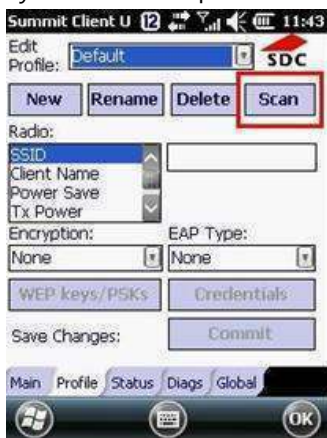 Summit Client U 12 11:43
Edit
Profile: Default SDC
New Rename Delete Scan
Radio:
SSID
Client Name
Power Save
Tx Power
Encryption: EAP Type:
None None
WEP keys/PSKs Credentials
Save Changes: Commit
Main Profile Status Diags Global
OK